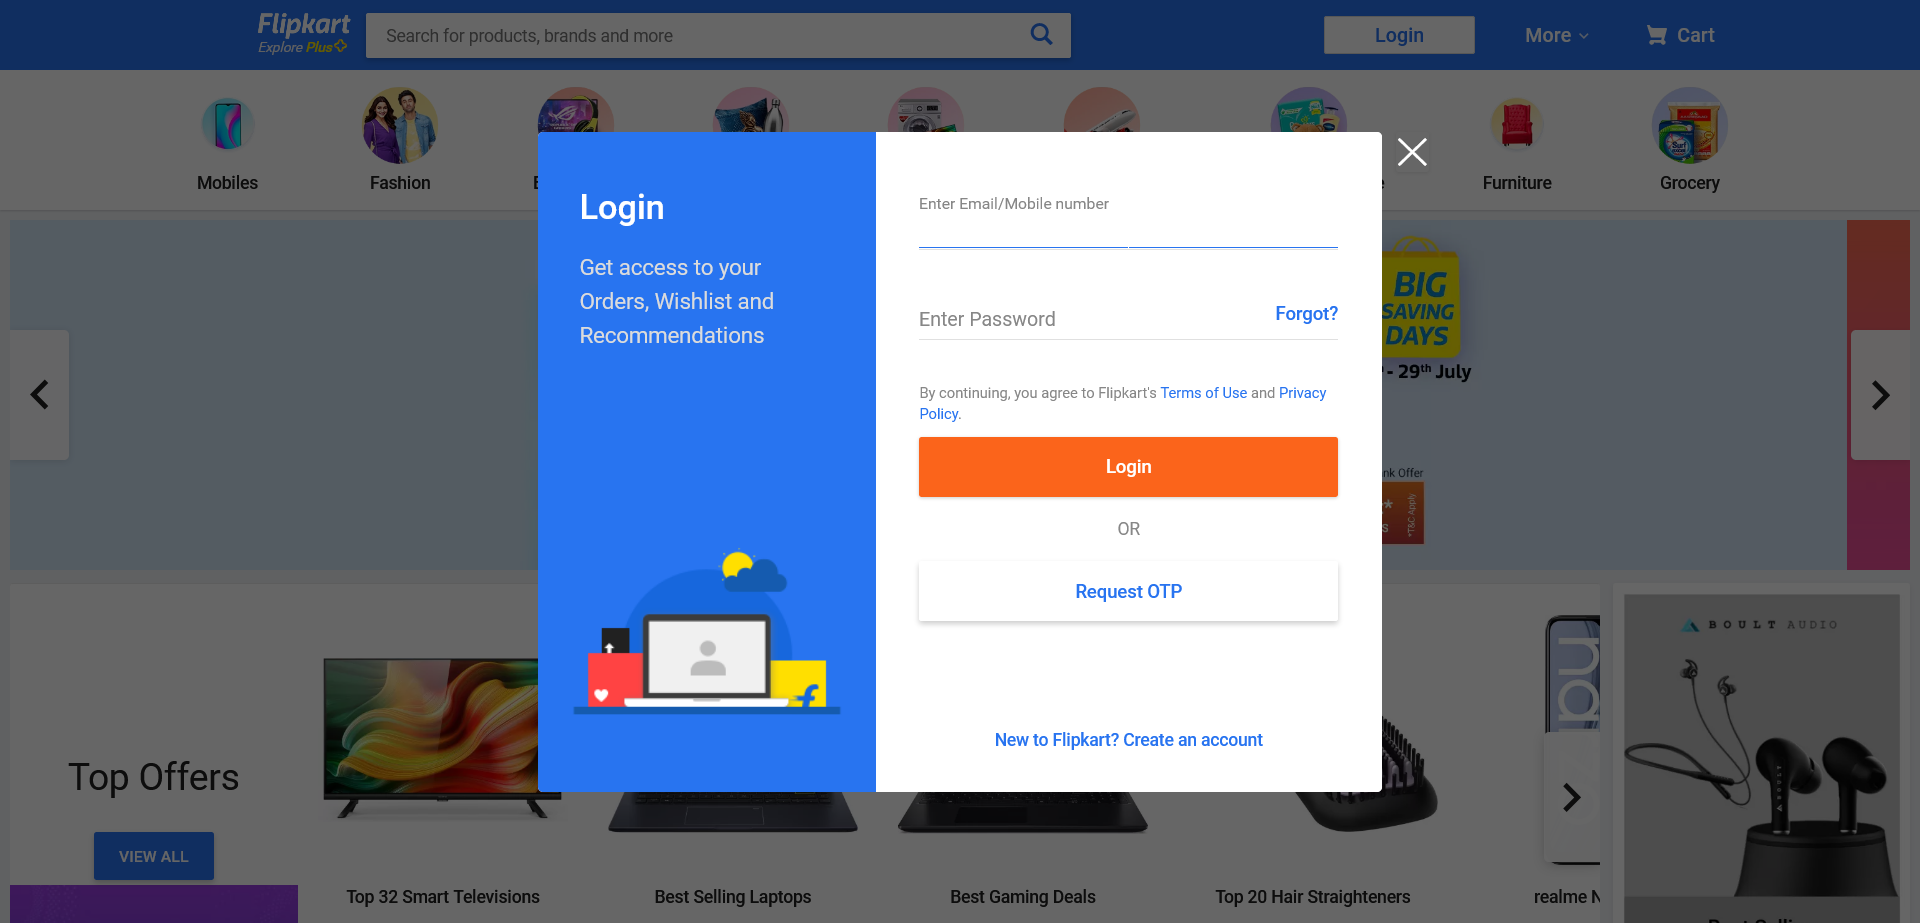 Flipkart
Explore Plus
Search for products, brands and more
Login
More
Cart
Mobiles
Fashion
Furniture
Grocery
Login
Get access to your
Orders, Wishlist and
Recommendations
Enter Email/Mobile number
Enter Password
Forgot?
By continuing, you agree to Flipkart's Terms of Use and Privacy
Policy.
Login
OR
Request OTP
New to Flipkart? Create an account
BIG
SAVING
DAYS
- 29th July
Offer
*T&C Apply
Top Offers
VIEW ALL
Top 32 Smart Televisions
Best Selling Laptops
Best Gaming Deals
Top 20 Hair Straighteners
realme
BOULT AUDIO
BOULT
Surf